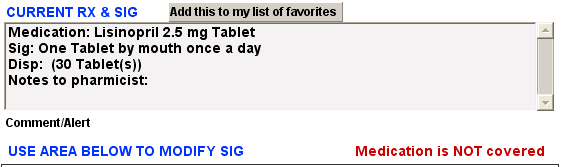 CURRENT RX & SIG Add this to my list of favorites
Medication: Lisinopril 2.5 mg Tablet
Sig: One Tablet by mouth once a day
Disp:  (30 Tablet(s))
Notes to pharmicist:
Comment/Alert
USE AREA BELOW TO MODIFY SIG Medication is NOT covered